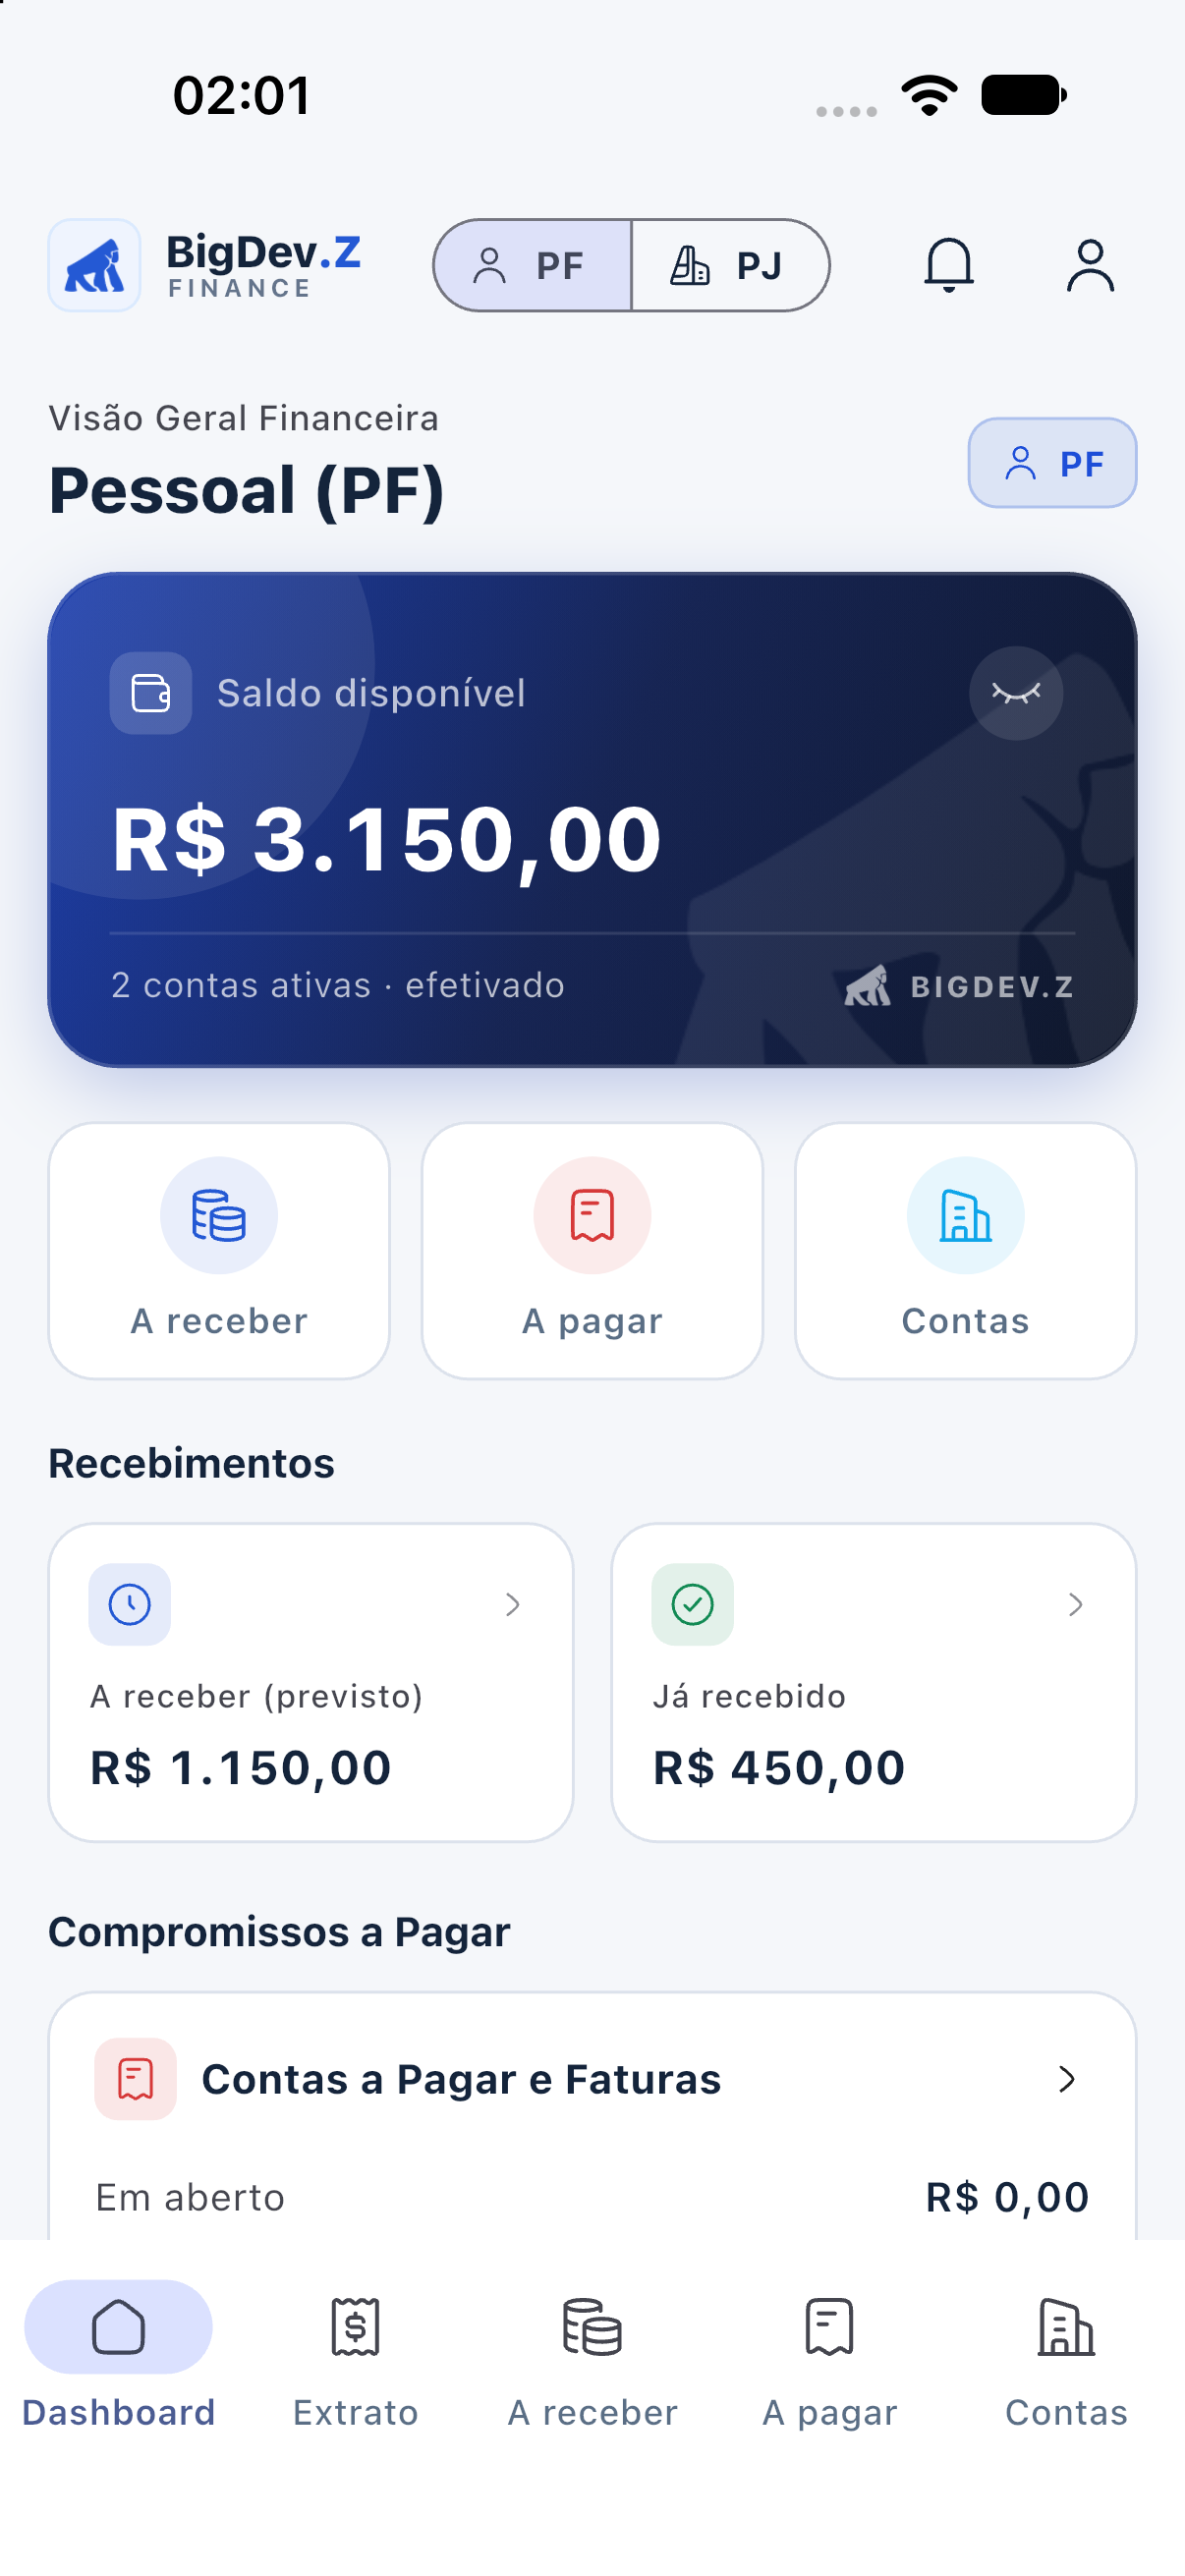 02:01
BigDev.Z
FINANCE
PF
PJ
Visão Geral Financeira
Pessoal (PF)
PF
Saldo disponível
R$ 3.150,00
2 contas ativas · efetivado
BIGDEV.Z
A receber
A pagar
Contas
Recebimentos
A receber (previsto)
R$ 1.150,00
Já recebido
R$ 450,00
Compromissos a Pagar
Contas a Pagar e Faturas
Em aberto
R$ 0,00
Dashboard
Extrato
A receber
A pagar
Contas